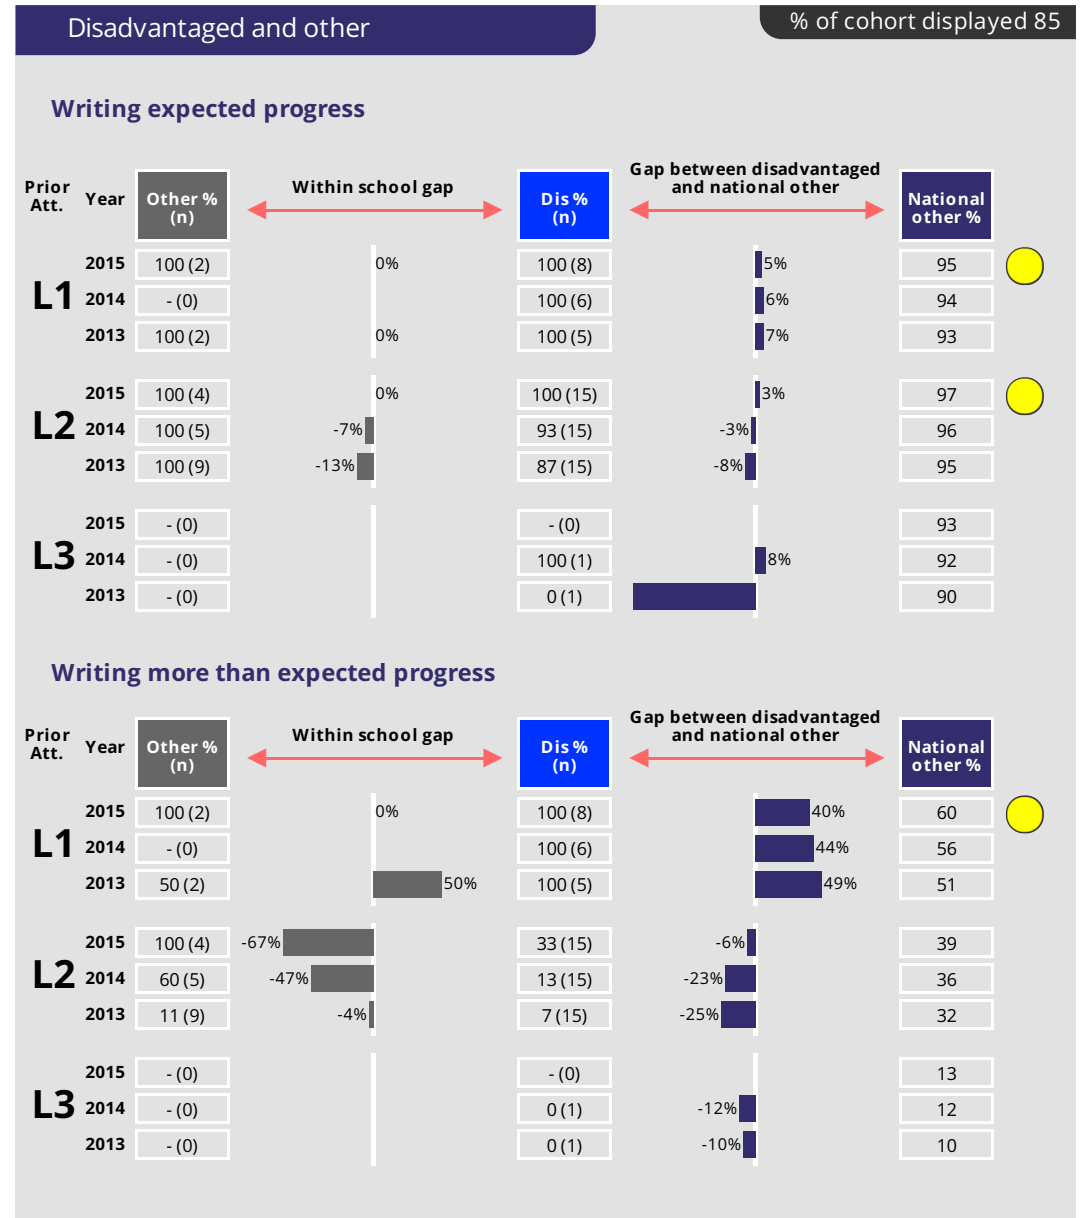 Disadvantaged and other
% of cohort displayed 85
Writing expected progress
Prior Att. Year Other % (n) Within school gap Dis % (n) Gap between disadvantaged and national other National other %
L1
2015 100 (2) 0% 100 (8) 5% 95
2014 - (0) 100 (6) 6% 94
2013 100 (2) 0% 100 (5) 7% 93
L2
2015 100 (4) 0% 100 (15) 3% 97
2014 100 (5) -7% 93 (15) -3% 96
2013 100 (9) -13% 87 (15) -8% 95
L3
2015 - (0) - (0) 93
2014 - (0) 100 (1) 8% 92
2013 - (0) 0 (1) 90
Writing more than expected progress
Prior Att. Year Other % (n) Within school gap Dis % (n) Gap between disadvantaged and national other National other %
L1
2015 100 (2) 0% 100 (8) 40% 60
2014 - (0) 100 (6) 44% 56
2013 50 (2) 50% 100 (5) 49% 51
L2
2015 100 (4) -67% 33 (15) -6% 39
2014 60 (5) -47% 13 (15) -23% 36
2013 11 (9) -4% 7 (15) -25% 32
L3
2015 - (0) - (0) 13
2014 - (0) 0 (1) -12% 12
2013 - (0) 0 (1) -10% 10